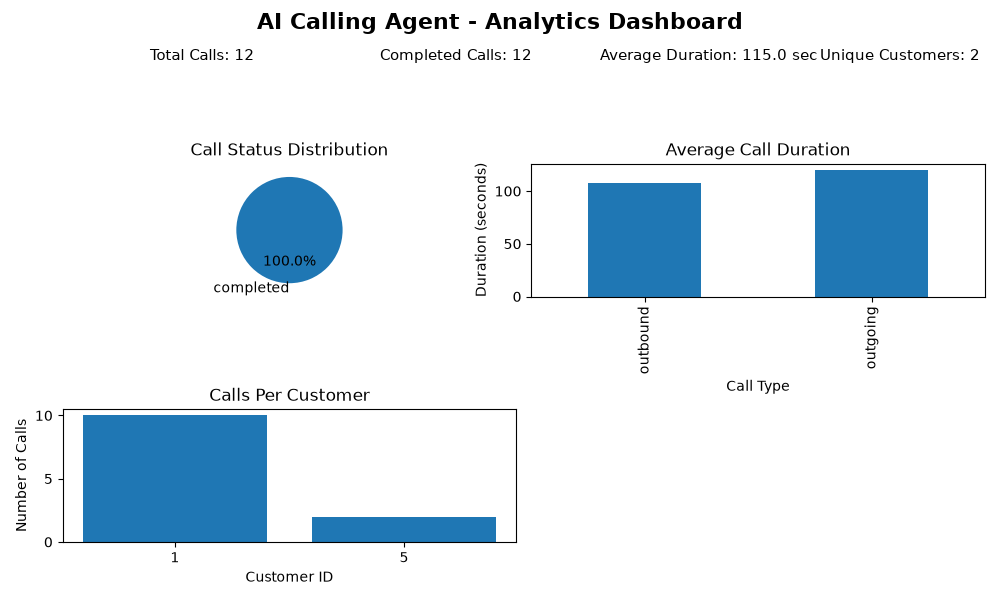 AI Calling Agent - Analytics Dashboard
Total Calls: 12
Completed Calls: 12
Average Duration: 115.0 sec
Unique Customers: 2
Call Status Distribution
100.0%
completed
Average Call Duration
Duration (seconds)
100
50
0
outbound
outgoing
Call Type
Calls Per Customer
Number of Calls
10
5
0
1
5
Customer ID